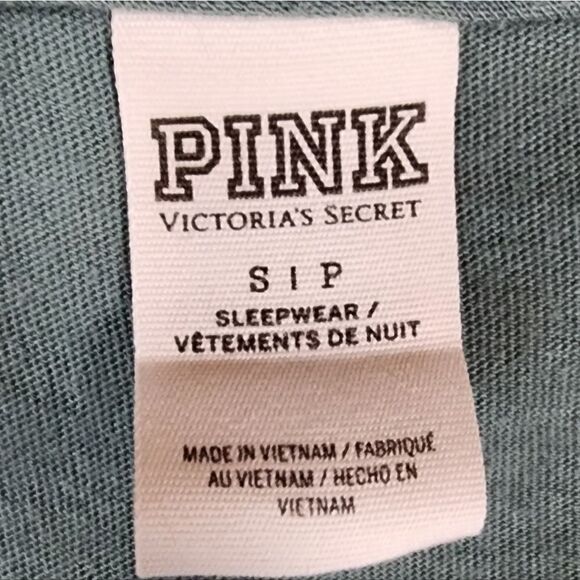 PINK
VICTORIA'S SECRET
S | P
SLEEPWEAR /
VÊTEMENTS DE NUIT
MADE IN VIETNAM / FABRIQUÉ
AU VIETNAM / HECHO EN
VIETNAM